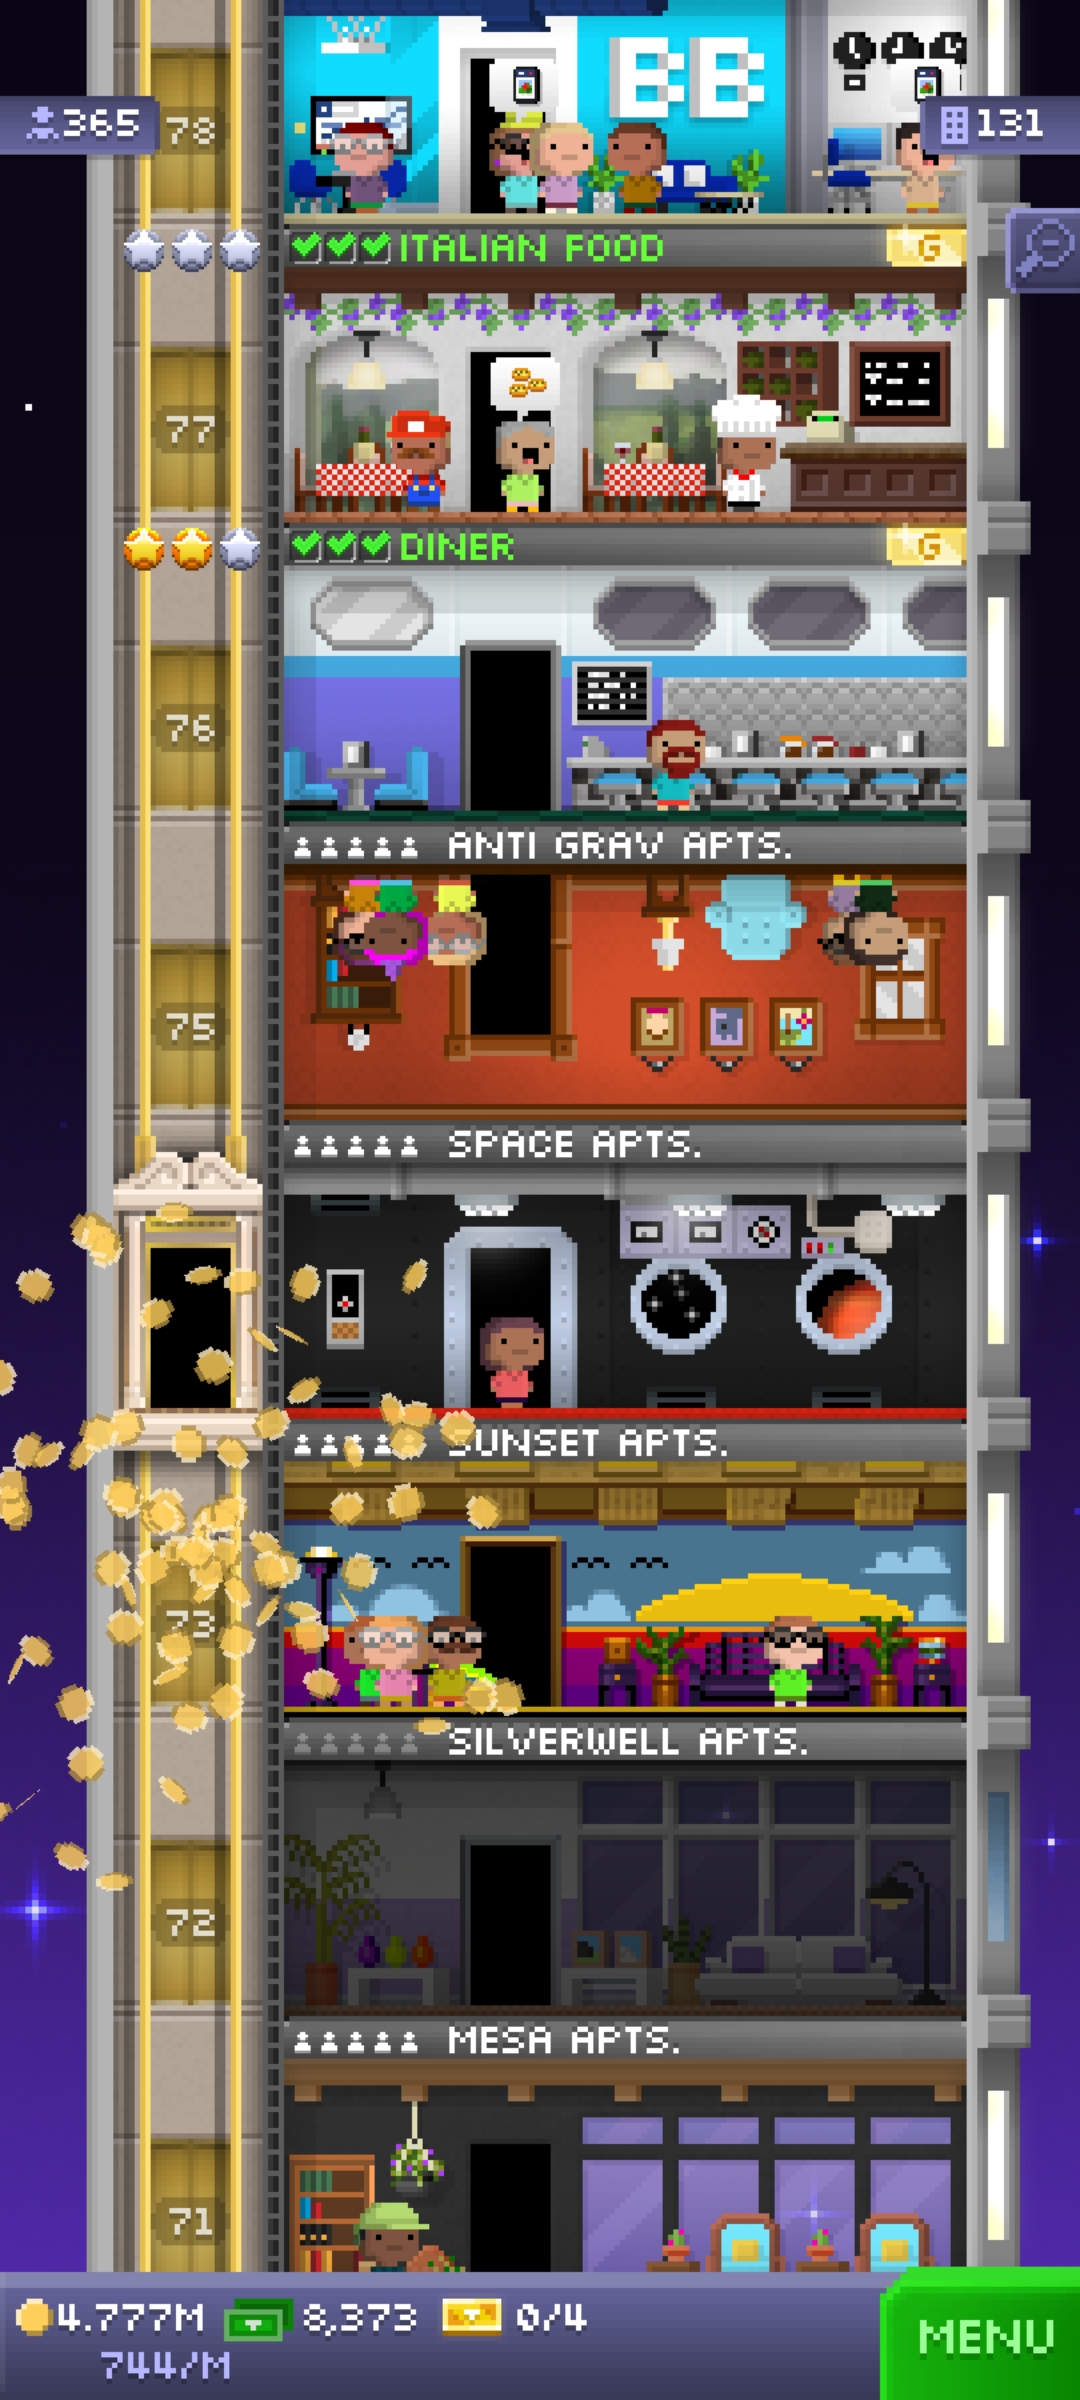 BB
365
78
131
ITALIAN FOOD
G
77
DINER
G
76
ANTI GRAV APTS.
75
SPACE APTS.
SUNSET APTS.
73
SILVERWELL APTS.
72
MESA APTS.
71
4.777M 8,373 0/4
744/M
MENU